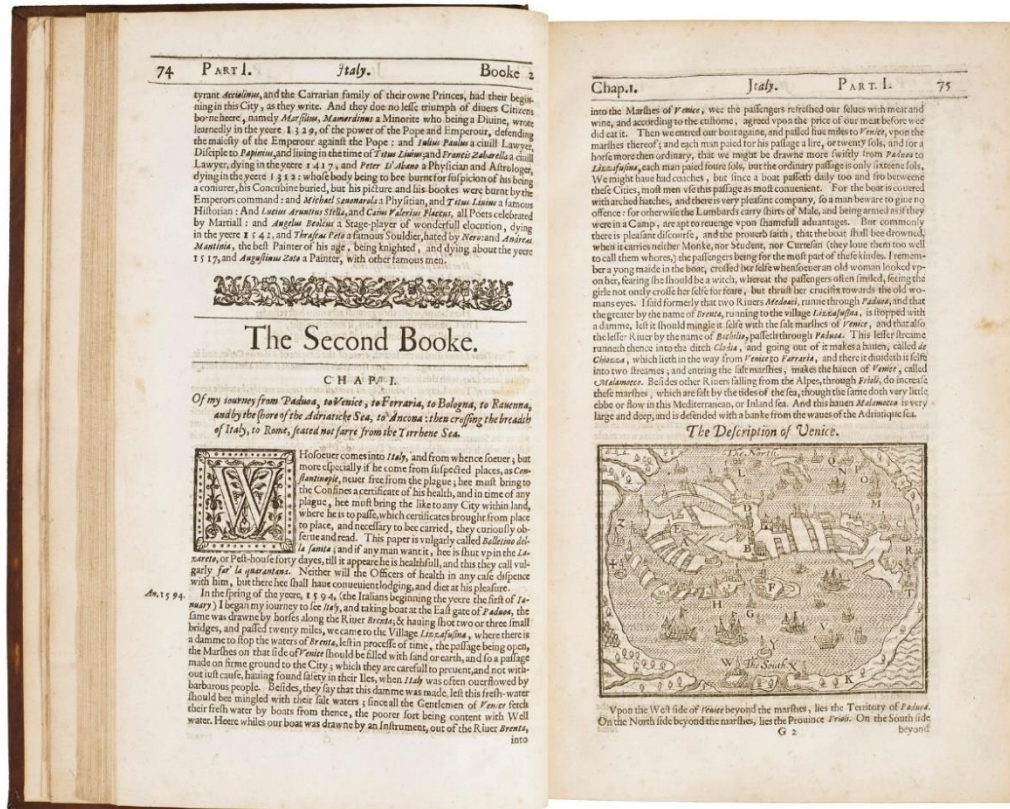 74 PART I. Italy. Booke 2
tyrant Acciolinus, and the Carrarian family of their owne Princes, had their begin-
ning in this City, as they write. And they doe no lesse triumph of diuers Citizens
borne heere, namely Marsilius, Mamerdinus a Minorite who being a Diuine, wrote
learnedly in the yeere 1329, of the power of the Pope and Emperour, defending
the maiesty of the Emperour against the Pope: and Iulius Paulus a ciuill Lawyer,
Disciple to Papinius, and liuing in the time of Titus Liuius; and Francis Zabarella a ciuill
Lawyer, dying in the yeere 1417, and Peter D'Abano a Physitian and Astrologer,
dying in the yeere 1312: whose body being to bee burnt for suspicion of his being
a coniurer, his Concubine buried, but his picture and his bookes were burnt by the
Emperors command: and Michael Sauonarola a Physitian, and Titus Liuius a famous
Historian: And Lucius Aruntius Stella, and Caius Valerius Flaccus, all Poets celebrated
by Martiall: and Angelus Beolcius a Stage-player of wonderfull elocution, dying
in the yeere 1542, and Thraseus Peto a famous Souldier, hated by Nero: and Andreas
Mantinia, the best Painter of his age, being knighted, and dying about the yeere
1517, and Augustinus Zoto a Painter, with other famous men.
The Second Booke.
CHAP. I.
Of my journey from Paduoa, to Venice, to Ferraria, to Bologna, to Rauenna,
and by the shore of the Adriaticke Sea, to Ancona: then crossing the breadth
of Italy, to Rome, seated not farre from the Tirrhene Sea.
WHosoeuer comes into Italy, and from whence soeuer; but
more especially if he come from suspected places, as Con-
stantinople, neuer free from the plague; hee must bring to
the Confines a certificate of his health, and in time of any
plague, hee must bring the like to any City within land,
where he is to passe, which certificates brought from place
to place, and necessary to bee carried, they curiously ob-
serue and read. This paper is vulgarly called Bolletino del-
la sanità; and if any man want it, hee is shut vp in the La-
zareto, or Pest-house forty dayes, till it appeare he is healthfull, and this they call vul-
garly far' la quarantana. Neither will the Officers of health in any case dispence
with him, but there hee shall haue conuenient lodging, and diet at his pleasure.
An. 1594. In the spring of the yeere, 1594, (the Italians beginning the yeere the first of Ia-
nuary) I began my journey to see Italy, and taking boat at the East gate of Paduoa, the
same was drawne by horses along the Riuer Brenta; & hauing shot two or three small
bridges, and passed twenty miles, we came to the Village Lizzafusina, where there is
a damme to stop the waters of Brenta, lest in processe of time, the passage being open,
the Marshes on that side of Venice should be filled with sand or earth, and so a passage
made on firme ground to the City; which they are carefull to preuent, and not with-
out iust cause, hauing found safety in their Iles, when Italy was often ouerflowed by
barbarous people. Besides, they say that this damme was made, lest this fresh-water
should bee mingled with their salt waters; since all the Gentlemen of Venice fetch
their fresh water by boats from thence, the poorer sort being content with Well
water. Heere whiles our boat was drawne by an Instrument, out of the Riuer Brenta,
into
Chap. 1. Italy. PART. I. 75
into the Marshes of Venice, wee the passengers refreshed our selues with meat and
wine, and according to the custome, agreed vpon the price of our meat before wee
did eat it. Then we entred our boat againe, and passed fiue miles to Venice, vpon the
marshes thereof; and each man paied for his passage a lire, or twenty sols, and for a
horse more then ordinary, that we might be drawne more swiftly from Paduoa to
Lizzafusina, each man paied foure sols, but the ordinary passage is only sixteene sols.
We might haue had coaches, but since a boat passeth daily too and fro betweene
these Cities, most men vse this passage as most conuenient. For the boat is couered
with arched hatches, and there is very pleasant company, so a man beware to giue no
offence: for otherwise the Lumbards carry shirts of Male, and being armed as if they
were in a Camp, are apt to reuenge vpon shamefull aduantages. But commonly
there is pleasant discourse, and the prouerb saith, that the boat shall bee drowned,
when it carries neither Monke, nor Student, nor Curtesan (they loue them too well
to call them whores,) the passengers being for the most part of these kindes. I remem-
ber a yong maide in the boat, crossed her selfe whensoeuer an old woman looked vp-
on her, fearing she should be a witch, whereat the passengers often smiled, seeing the
girle not onely crosse her selfe for feare, but thrust her crucifix towards the old wo-
mans eyes. I said formerly that two Riuers Medoaci, runne through Paduoa, and that
the greater by the name of Brenta, running to the village Lizzafusina, is stopped with
a damme, lest it should mingle it selfe with the salt marshes of Venice, and that also
the lesser Riuer by the name of Bachilio, passeth through Paduoa. This lesser streame
runneth thence into the ditch Clodia, and going out of it makes a hauen, called de
Chiozza, which lieth in the way from Venice to Ferraria, and there it diuideth it selfe
into two streames; and entring the salt marshes, makes the hauen of Venice, called
Malamocco. Besides other Riuers falling from the Alpes, through Frioli, do increase
these marshes, which are salt by the tides of the sea, though the same doth very little
ebbe or flow in this Mediterranean, or Inland sea. And this hauen Malamocco is very
large and deep, and is defended with a banke from the waues of the Adriatique sea.
The Description of Venice.
The North.
L Q N P O
M
Z E D C B R S T
F
H G V
Y
W The South X K
Vpon the West side of Venice beyond the marshes, lies the Territory of Paduoa.
On the North side beyond the marshes, lies the Prouince Frioli. On the South side
G 2 beyond